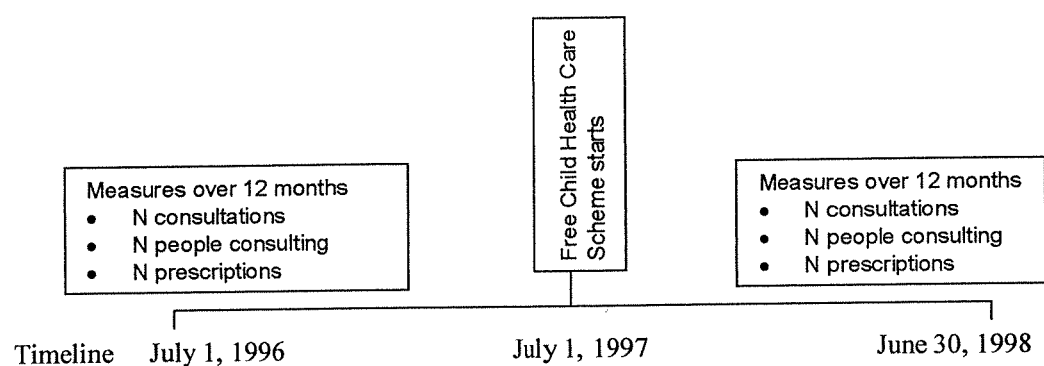 Free Child Health Care
Scheme starts
Measures over 12 months
• N consultations
• N people consulting
• N prescriptions
Measures over 12 months
• N consultations
• N people consulting
• N prescriptions
Timeline July 1, 1996 July 1, 1997 June 30, 1998